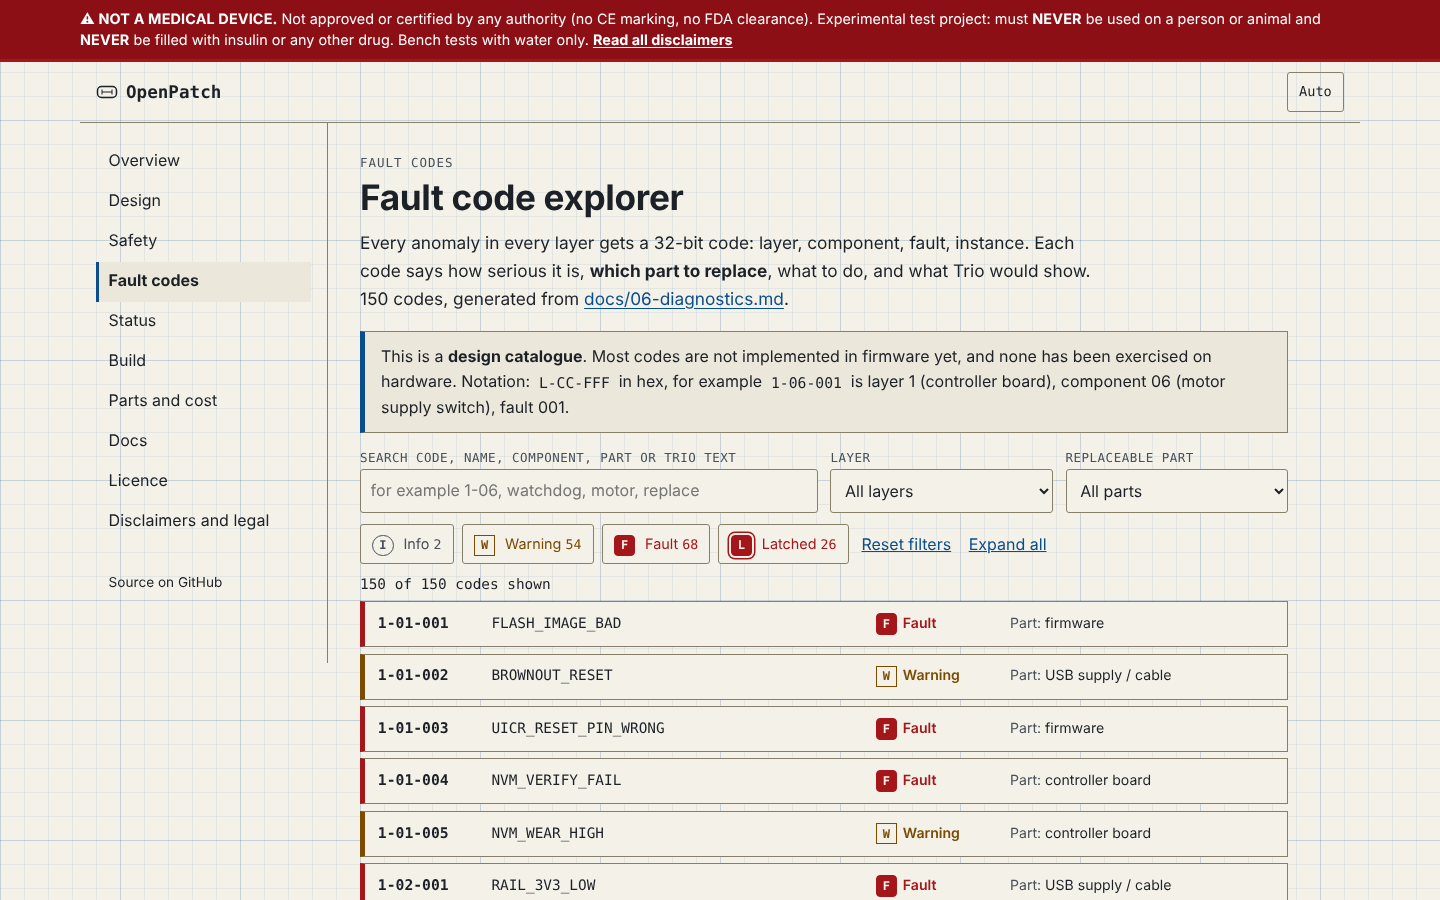 ⚠ NOT A MEDICAL DEVICE. Not approved or certified by any authority (no CE marking, no FDA clearance). Experimental test project: must NEVER be used on a person or animal and
NEVER be filled with insulin or any other drug. Bench tests with water only. Read all disclaimers
OpenPatch
Auto
Overview
Design
Safety
Fault codes
Status
Build
Parts and cost
Docs
Licence
Disclaimers and legal
Source on GitHub
FAULT CODES
Fault code explorer
Every anomaly in every layer gets a 32-bit code: layer, component, fault, instance. Each
code says how serious it is, which part to replace, what to do, and what Trio would show.
150 codes, generated from docs/06-diagnostics.md.
This is a design catalogue. Most codes are not implemented in firmware yet, and none has been exercised on
hardware. Notation: L-CC-FFF in hex, for example 1-06-001 is layer 1 (controller board), component 06 (motor
supply switch), fault 001.
SEARCH CODE, NAME, COMPONENT, PART OR TRIO TEXT
LAYER
REPLACEABLE PART
for example 1-06, watchdog, motor, replace
All layers
All parts
I Info 2
W Warning 54
F Fault 68
L Latched 26
Reset filters
Expand all
150 of 150 codes shown
1-01-001 FLASH_IMAGE_BAD F Fault Part: firmware
1-01-002 BROWNOUT_RESET W Warning Part: USB supply / cable
1-01-003 UICR_RESET_PIN_WRONG F Fault Part: firmware
1-01-004 NVM_VERIFY_FAIL F Fault Part: controller board
1-01-005 NVM_WEAR_HIGH W Warning Part: controller board
1-02-001 RAIL_3V3_LOW F Fault Part: USB supply / cable